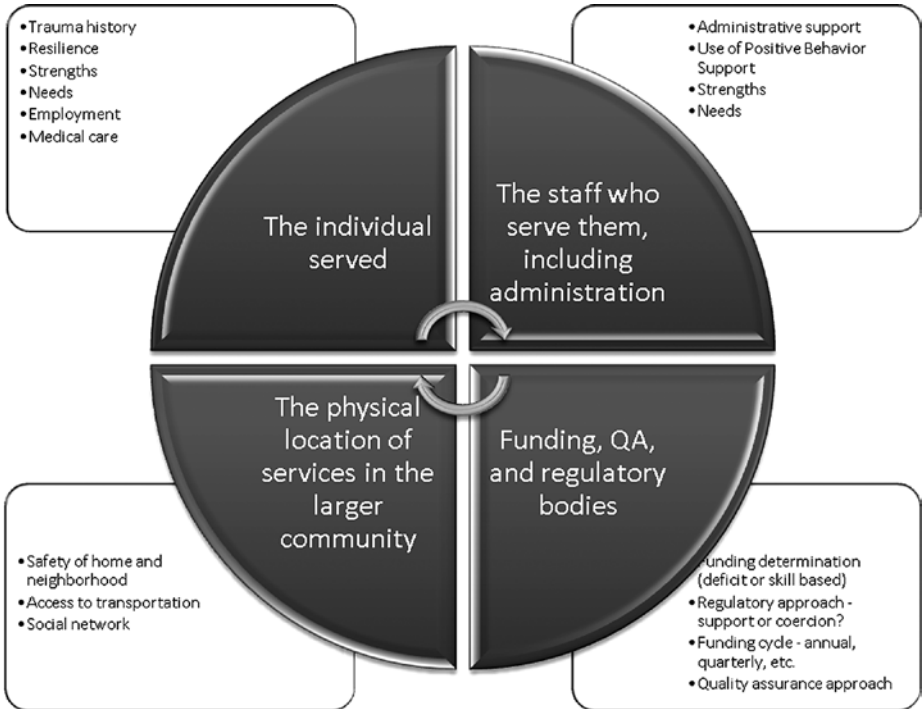 •Trauma history
•Resilience
•Strengths
•Needs
•Employment
•Medical care
•Administrative support
•Use of Positive Behavior
Support
•Strengths
•Needs
The individual
served
The staff who
serve them,
including
administration
The physical
location of
services in the
larger
community
Funding, QA,
and regulatory
bodies
•Safety of home and
neighborhood
•Access to transportation
•Social network
Funding determination
(deficit or skill based)
•Regulatory approach -
support or coercion?
•Funding cycle - annual,
quarterly, etc.
•Quality assurance approach